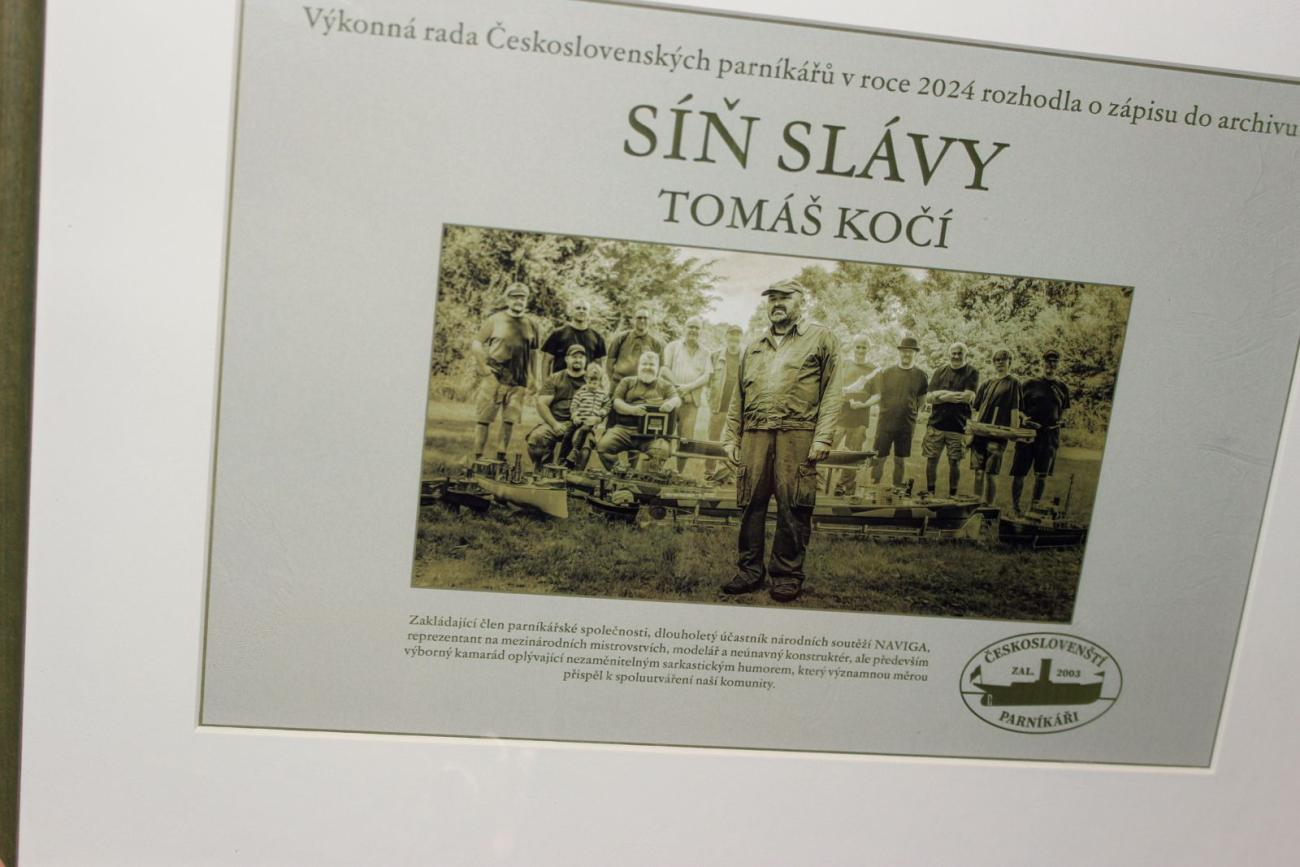 Výkonná rada Československých parníkářů v roce 2024 rozhodla o zápisu do archivu
SÍŇ SLÁVY
TOMÁŠ KOČÍ
Zakládající člen parníkářské společnosti, dlouholetý účastník národních soutěží NAVIGA,
reprezentant na mezinárodních mistrovstvích, modelář a neúnavný konstruktér, ale především
výborný kamarád oplývající nezaměnitelným sarkastickým humorem, který významnou měrou
přispěl k spoluutváření naší komunity.
ČESKOSLOVENŠTÍ
ZAL. 2003
PARNÍKÁŘI